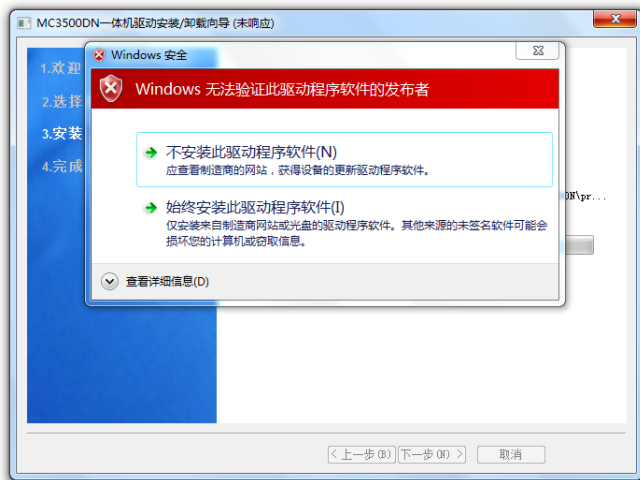 MC3500DN一体机驱动安装/卸载向导 (未响应)
Windows 安全
1.欢迎
Windows 无法验证此驱动程序软件的发布者
2.选择
3.安装
不安装此驱动程序软件(N)
应查看制造商的网站，获得设备的更新驱动程序软件。
4.完成
DN\pr...
始终安装此驱动程序软件(I)
仅安装来自制造商网站或光盘的驱动程序软件。其他来源的未签名软件可能会
损坏您的计算机或窃取信息。
查看详细信息(D)
< 上一步(B)
下一步(N) >
取消